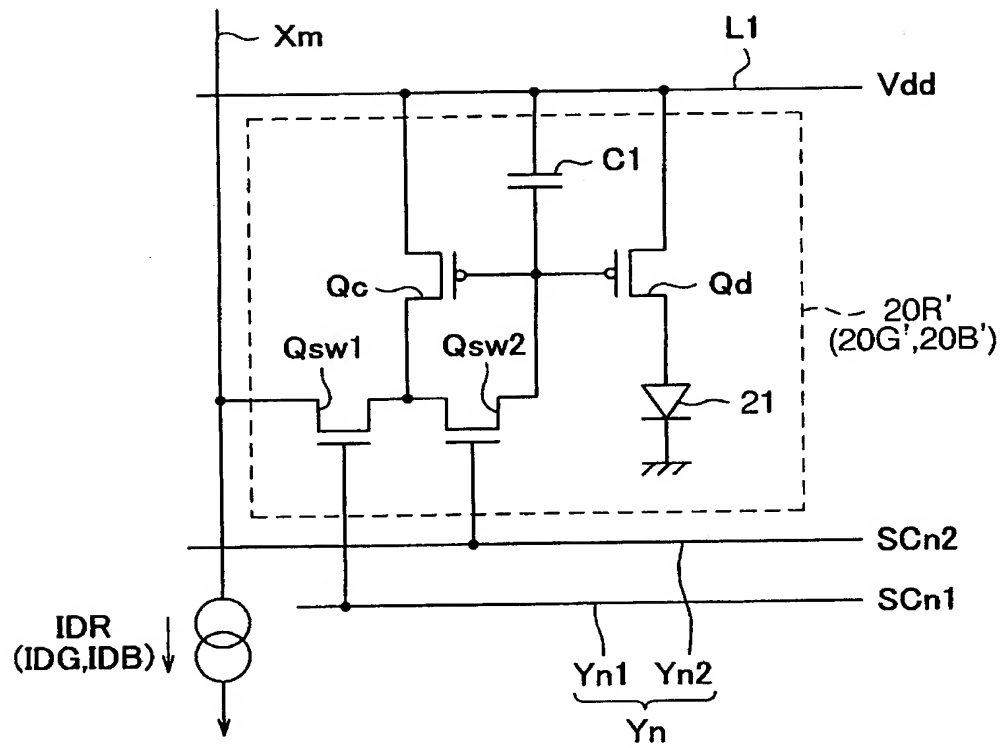 Xm
L1
Vdd
C1
Qc
Qd
20R'
(20G',20B')
Qsw1
Qsw2
21
SCn2
SCn1
IDR
(IDG,IDB)
Yn1 Yn2
Yn